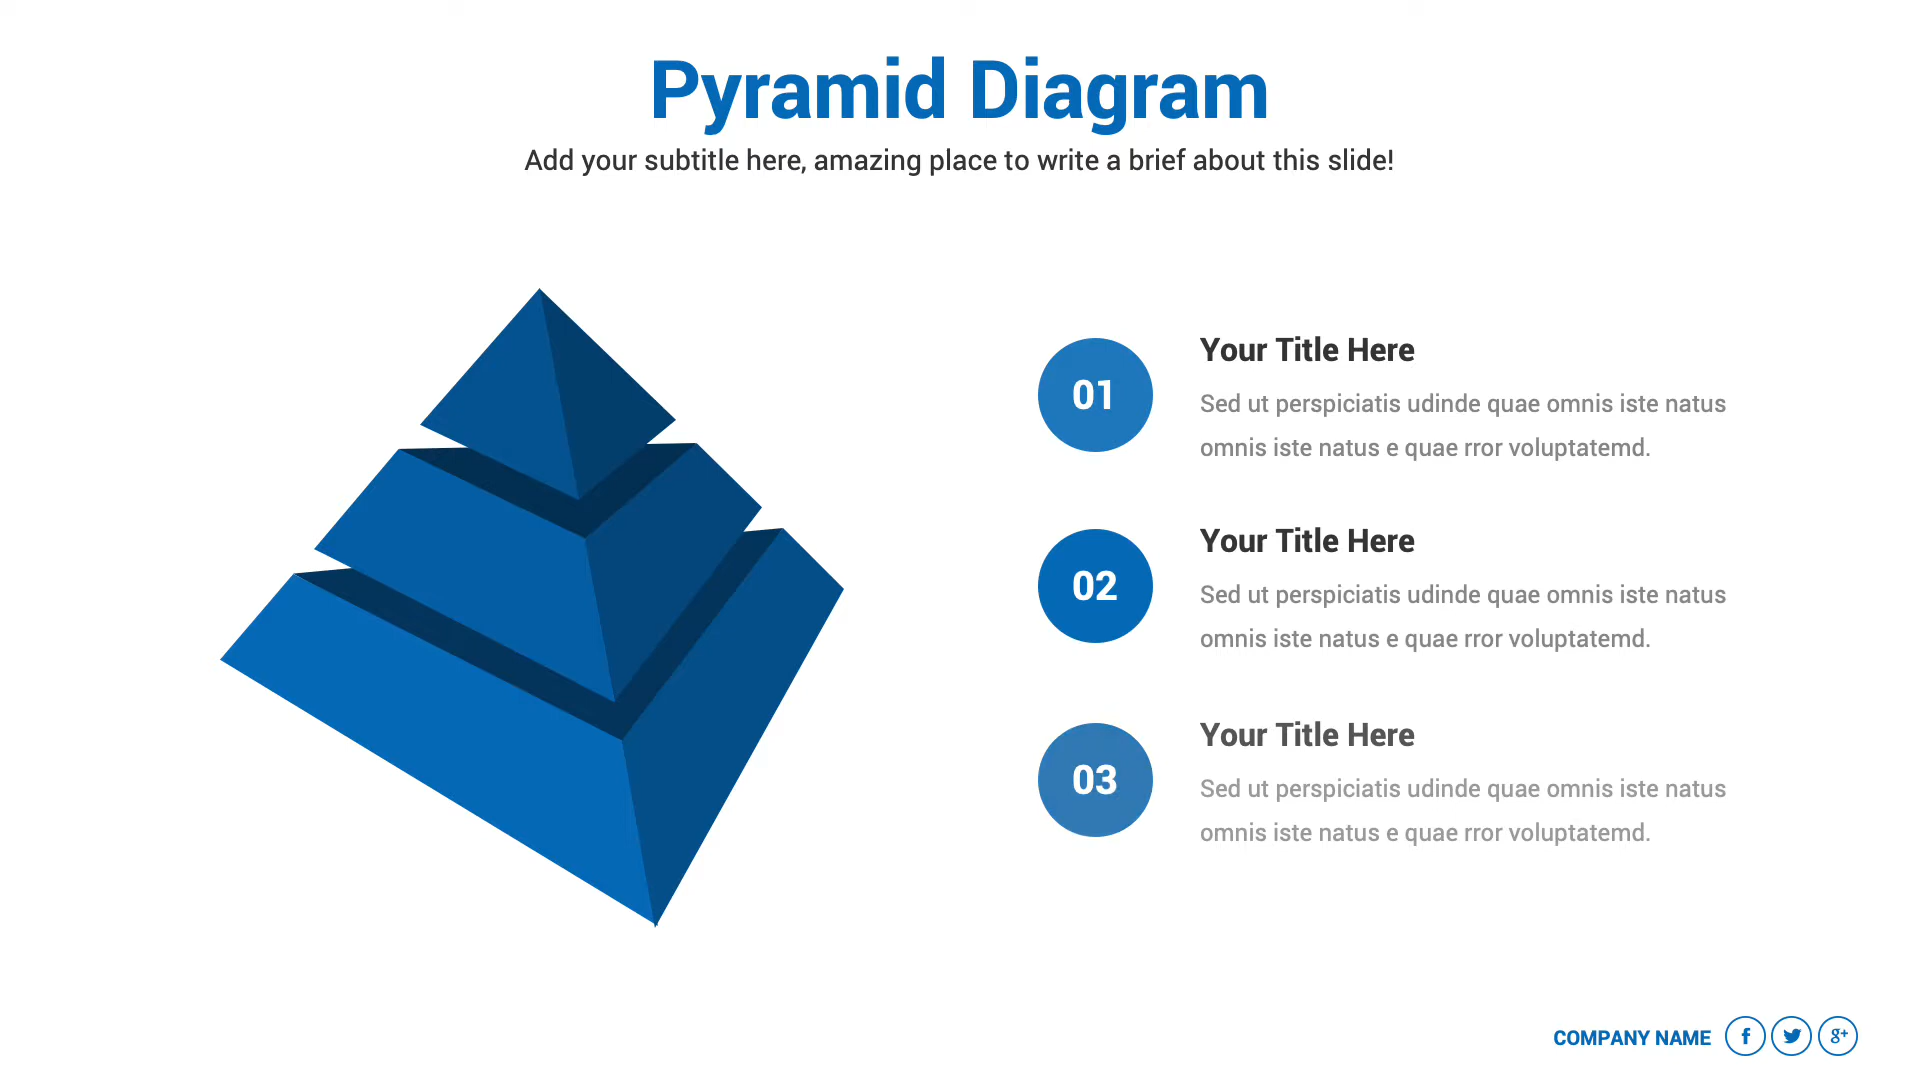 Pyramid Diagram
Add your subtitle here, amazing place to write a brief about this slide!
01
Your Title Here
Sed ut perspiciatis udinde quae omnis iste natus
omnis iste natus e quae rror voluptatemd.
02
Your Title Here
Sed ut perspiciatis udinde quae omnis iste natus
omnis iste natus e quae rror voluptatemd.
03
Your Title Here
Sed ut perspiciatis udinde quae omnis iste natus
omnis iste natus e quae rror voluptatemd.
COMPANY NAME f g+